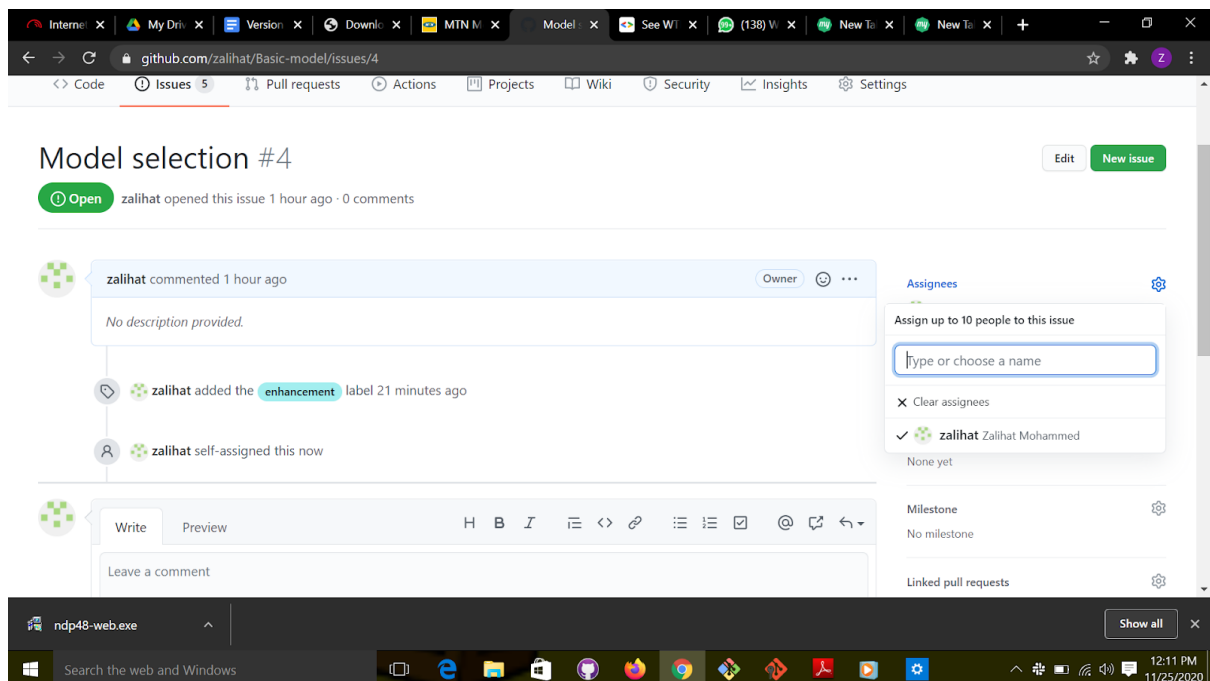 Interne
My Driv
Version
Downlo
MTN M
Model s
See WT
(138) W
New Ta
New Ta
github.com/zalihat/Basic-model/issues/4
Z
Code Issues 5 Pull requests Actions Projects Wiki Security Insights Settings
Model selection #4
Edit New issue
Open zalihat opened this issue 1 hour ago · 0 comments
zalihat commented 1 hour ago Owner
No description provided.
zalihat added the enhancement label 21 minutes ago
zalihat self-assigned this now
Write Preview H B I
Leave a comment
Assignees
Assign up to 10 people to this issue
Type or choose a name
Clear assignees
zalihat Zalihat Mohammed
None yet
Milestone
No milestone
Linked pull requests
ndp48-web.exe
Show all
Search the web and Windows
12:11 PM
11/25/2020